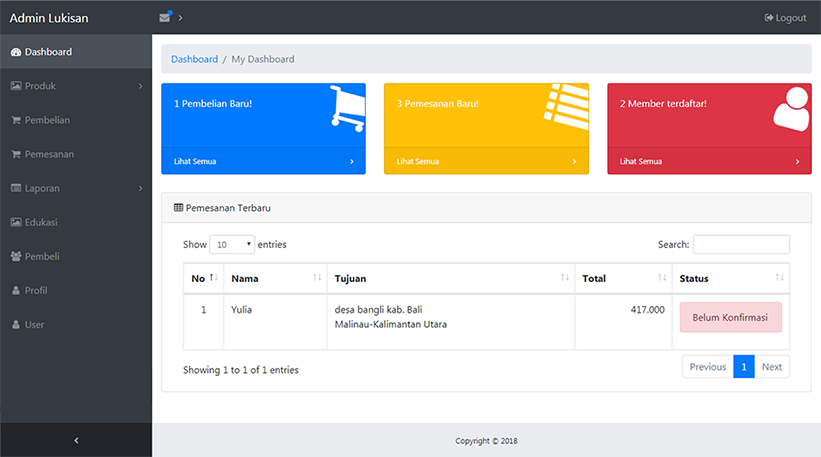 Admin Lukisan
Logout
Dashboard
Produk
Pembelian
Pemesanan
Laporan
Edukasi
Pembeli
Profil
User
Dashboard / My Dashboard
1 Pembelian Baru!
Lihat Semua
3 Pemesanan Baru!
Lihat Semua
2 Member terdaftar!
Lihat Semua
Pemesanan Terbaru
Show 10 entries
Search:
No Nama Tujuan Total Status
1 Yulia desa bangli kab. Bali 417.000 Belum Konfirmasi
Malinau-Kalimantan Utara
Showing 1 to 1 of 1 entries
Previous 1 Next
Copyright © 2018